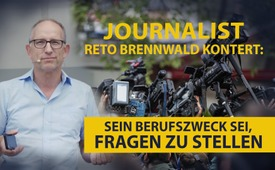 JOURNALIST
RETO BRENNWALD KONTERT:
SEIN BERUFSZWECK SEI,
FRAGEN ZU STELLEN